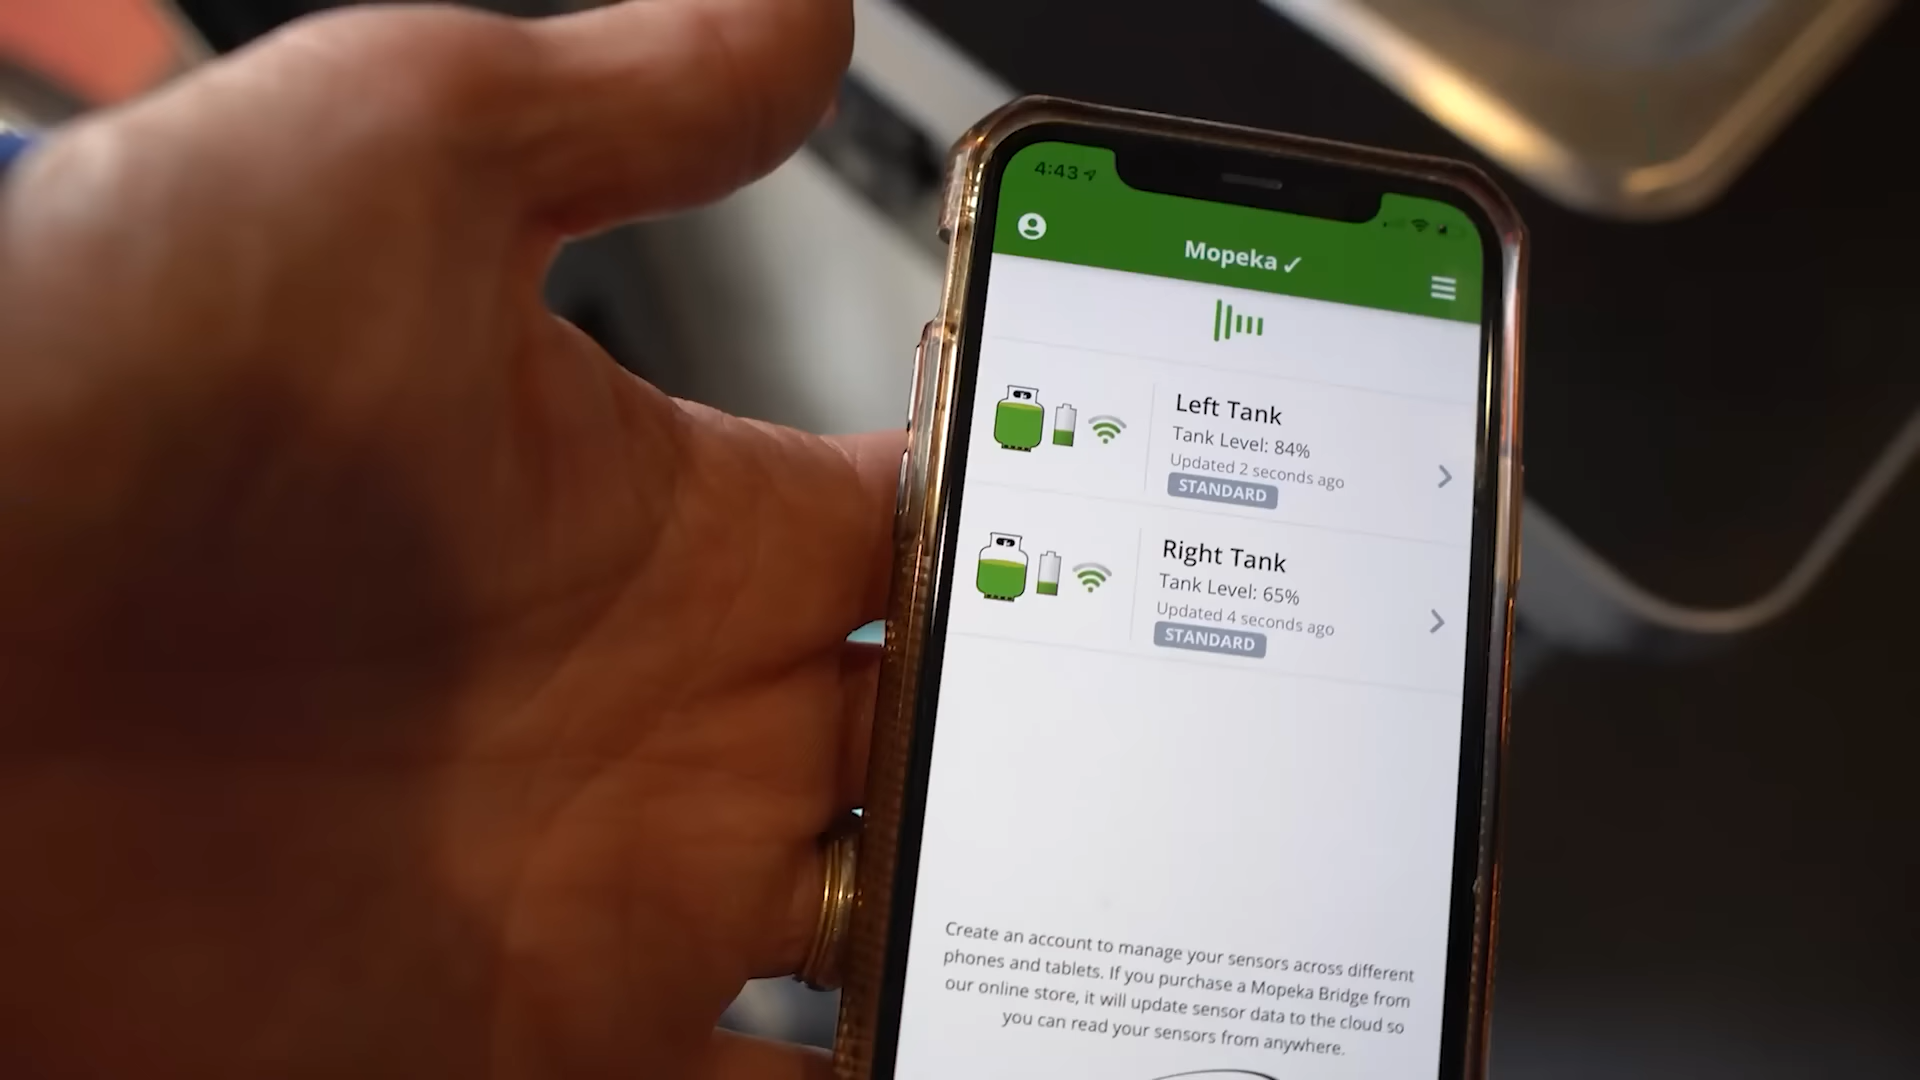 4:43
Mopeka ✓
Left Tank
Tank Level: 84%
Updated 2 seconds ago
STANDARD
Right Tank
Tank Level: 65%
Updated 4 seconds ago
STANDARD
Create an account to manage your sensors across different
phones and tablets. If you purchase a Mopeka Bridge from
our online store, it will update sensor data to the cloud so
you can read your sensors from anywhere.